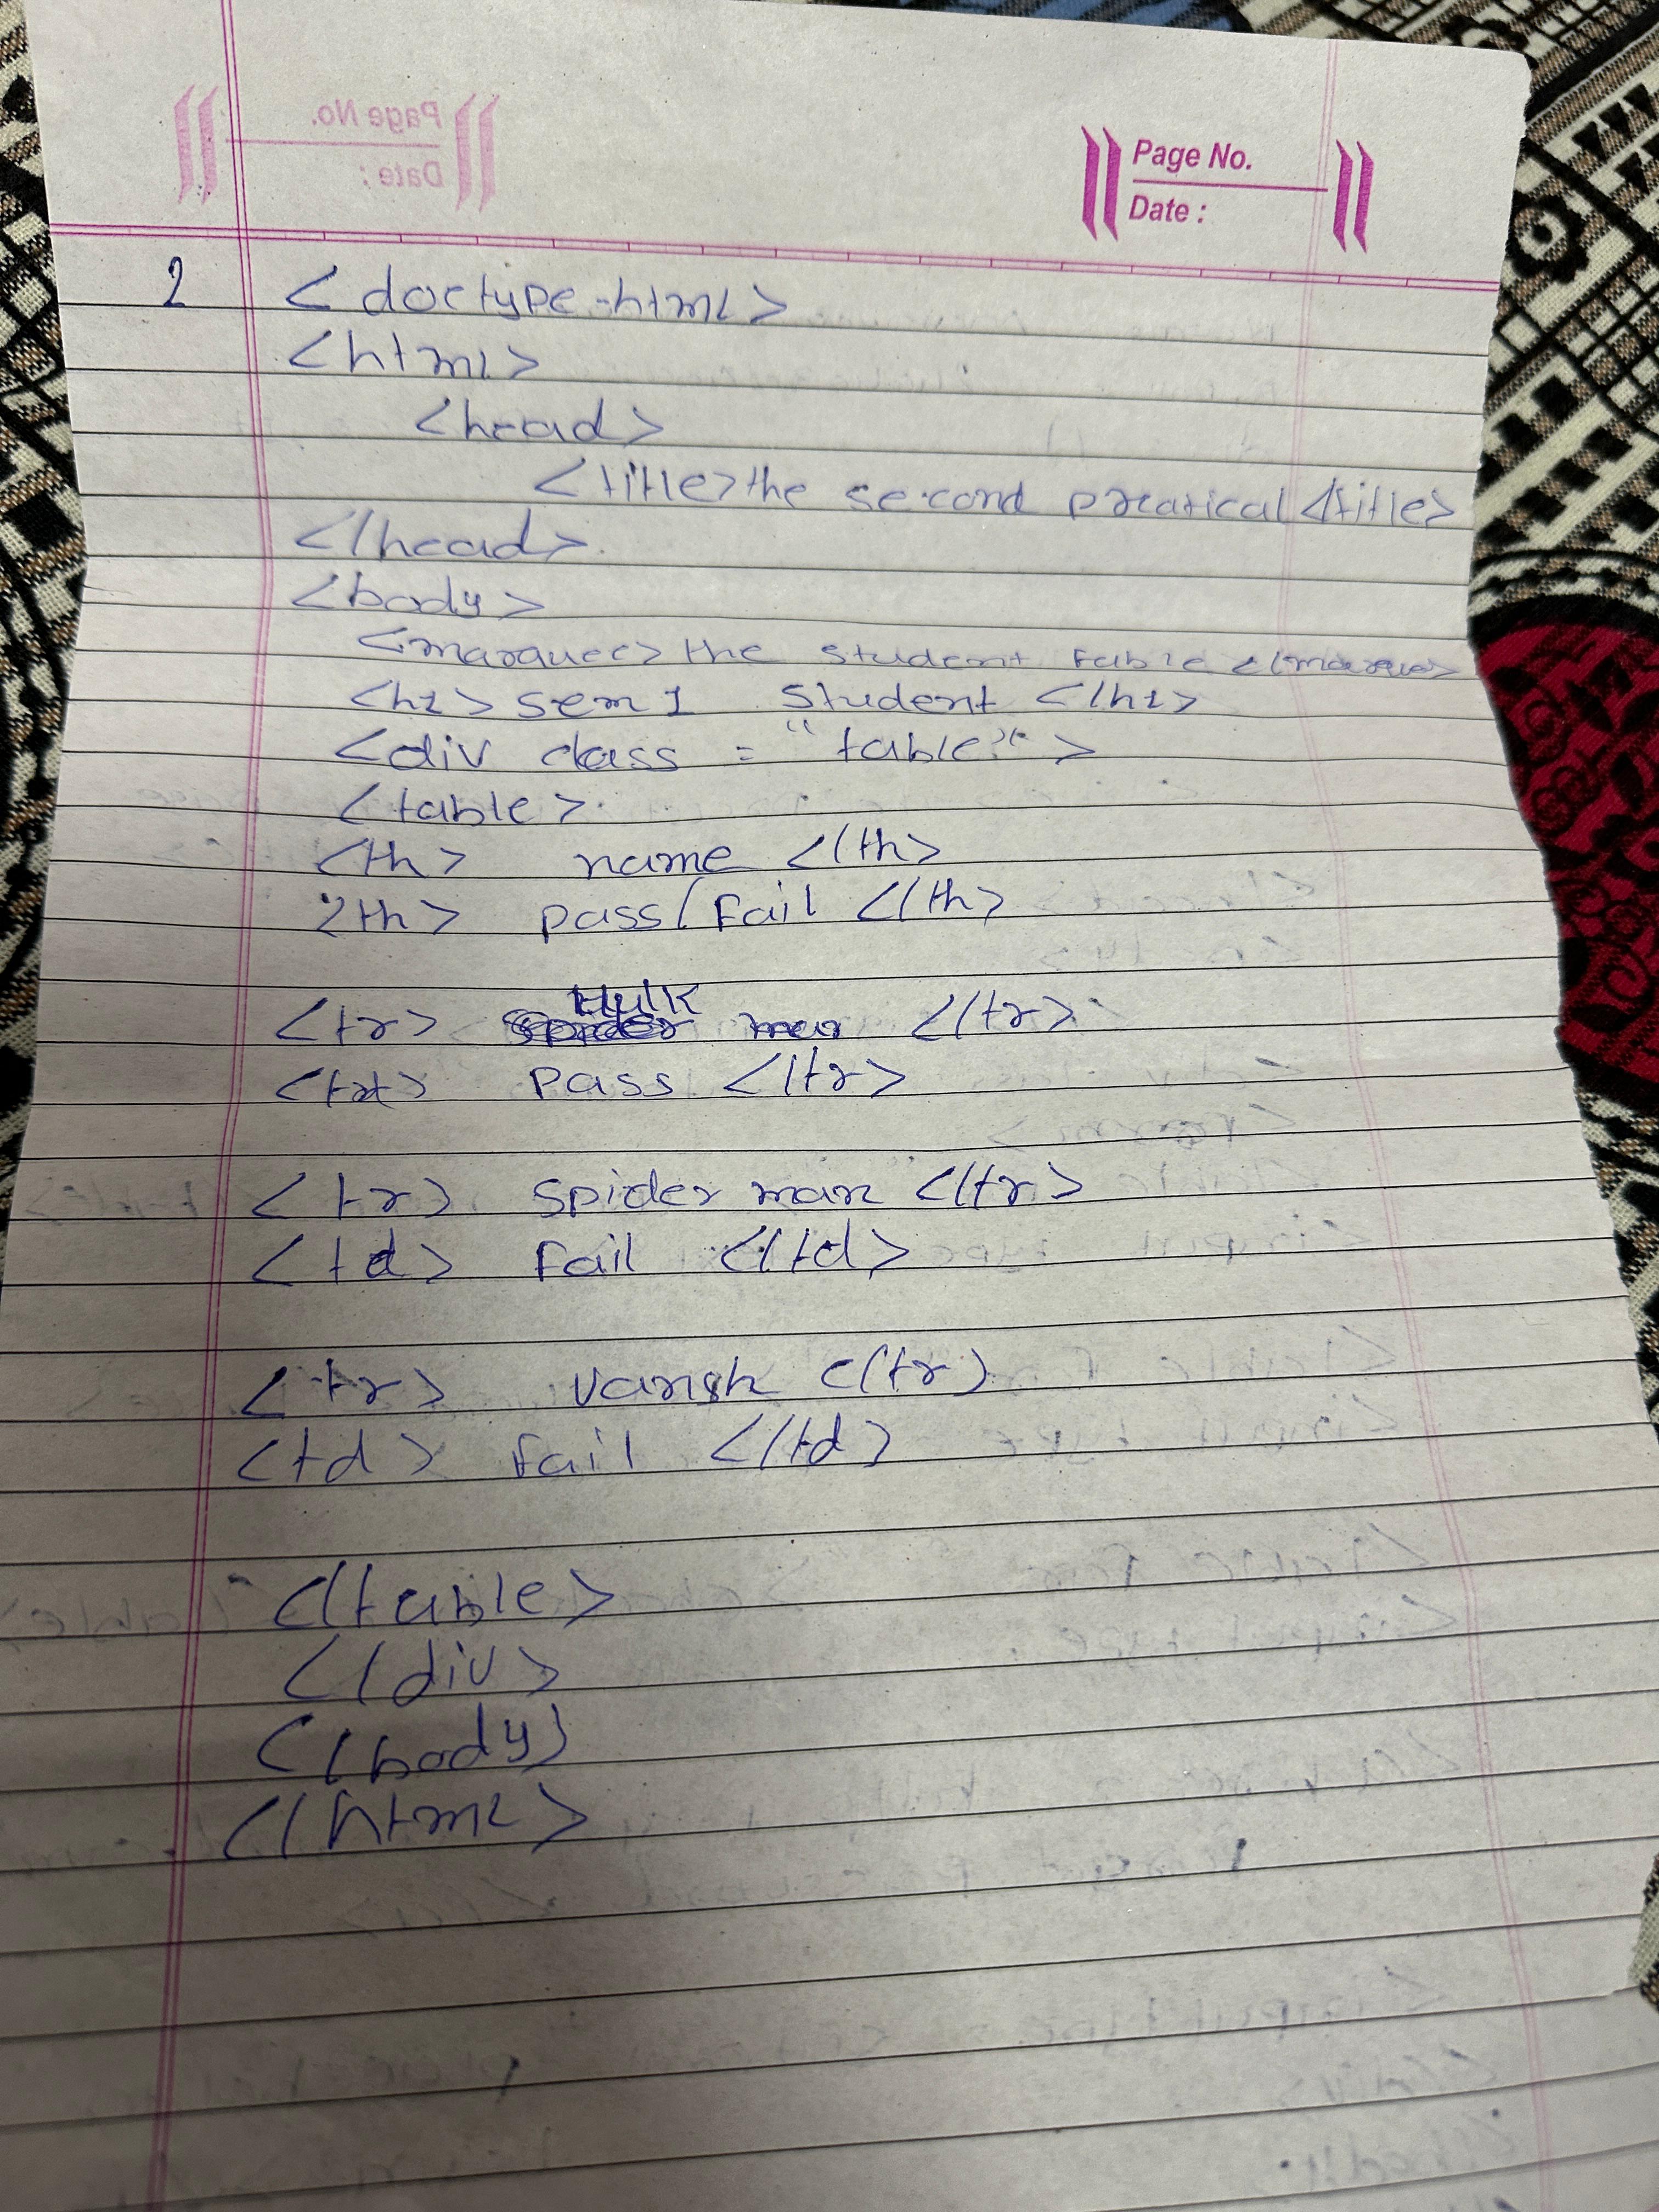 Page No.
Date :
2 <doctype html>
<html>
<head>
<title>the second preatical </title>
</head>
<body>
<marquee> the student table </marque>
<h1> sem 1 student </h1>
<div class = "table" >
<table>
<th> name </th>
<th> pass/Fail </th>
<tr> Hulk </tr>
<td> Pass </tr>
<tr> spider man </tr>
<td> Fail </td>
<tr> vansh </tr>
<td> Fail </td>
</table>
</div>
</body>
</html>